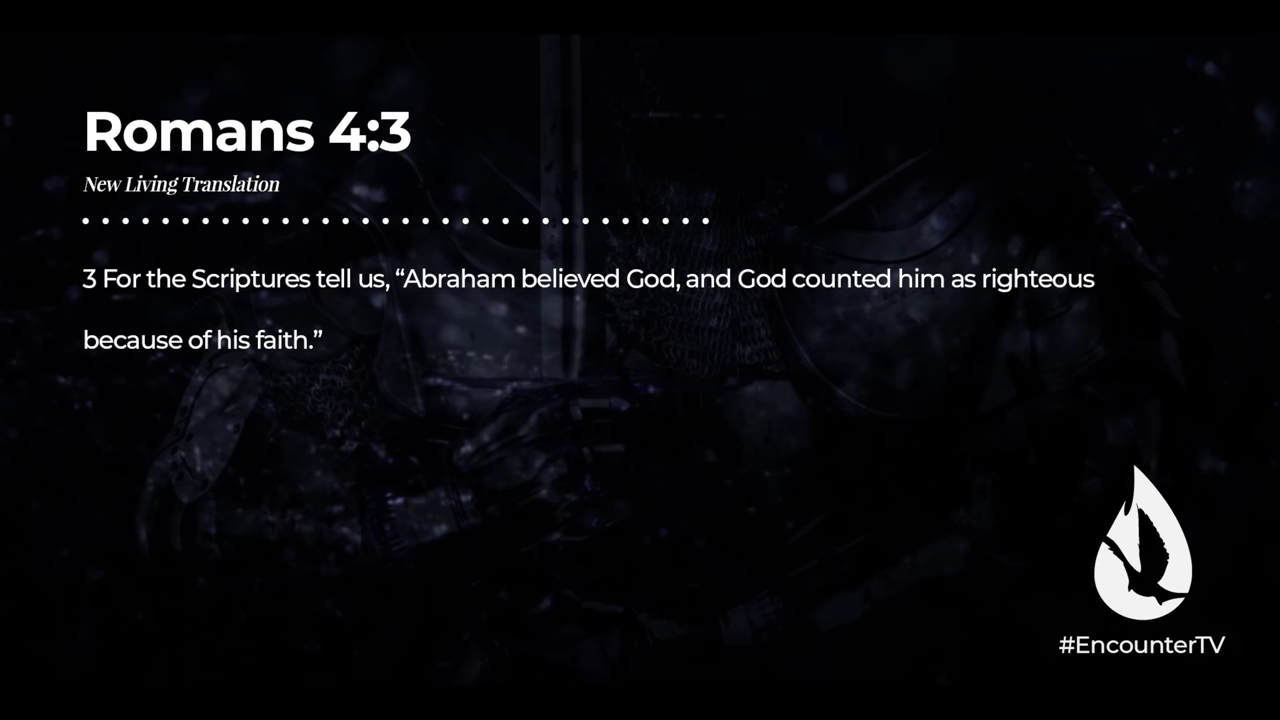 Romans 4:3
New Living Translation
3 For the Scriptures tell us, “Abraham believed God, and God counted him as righteous
because of his faith.”
#EncounterTV